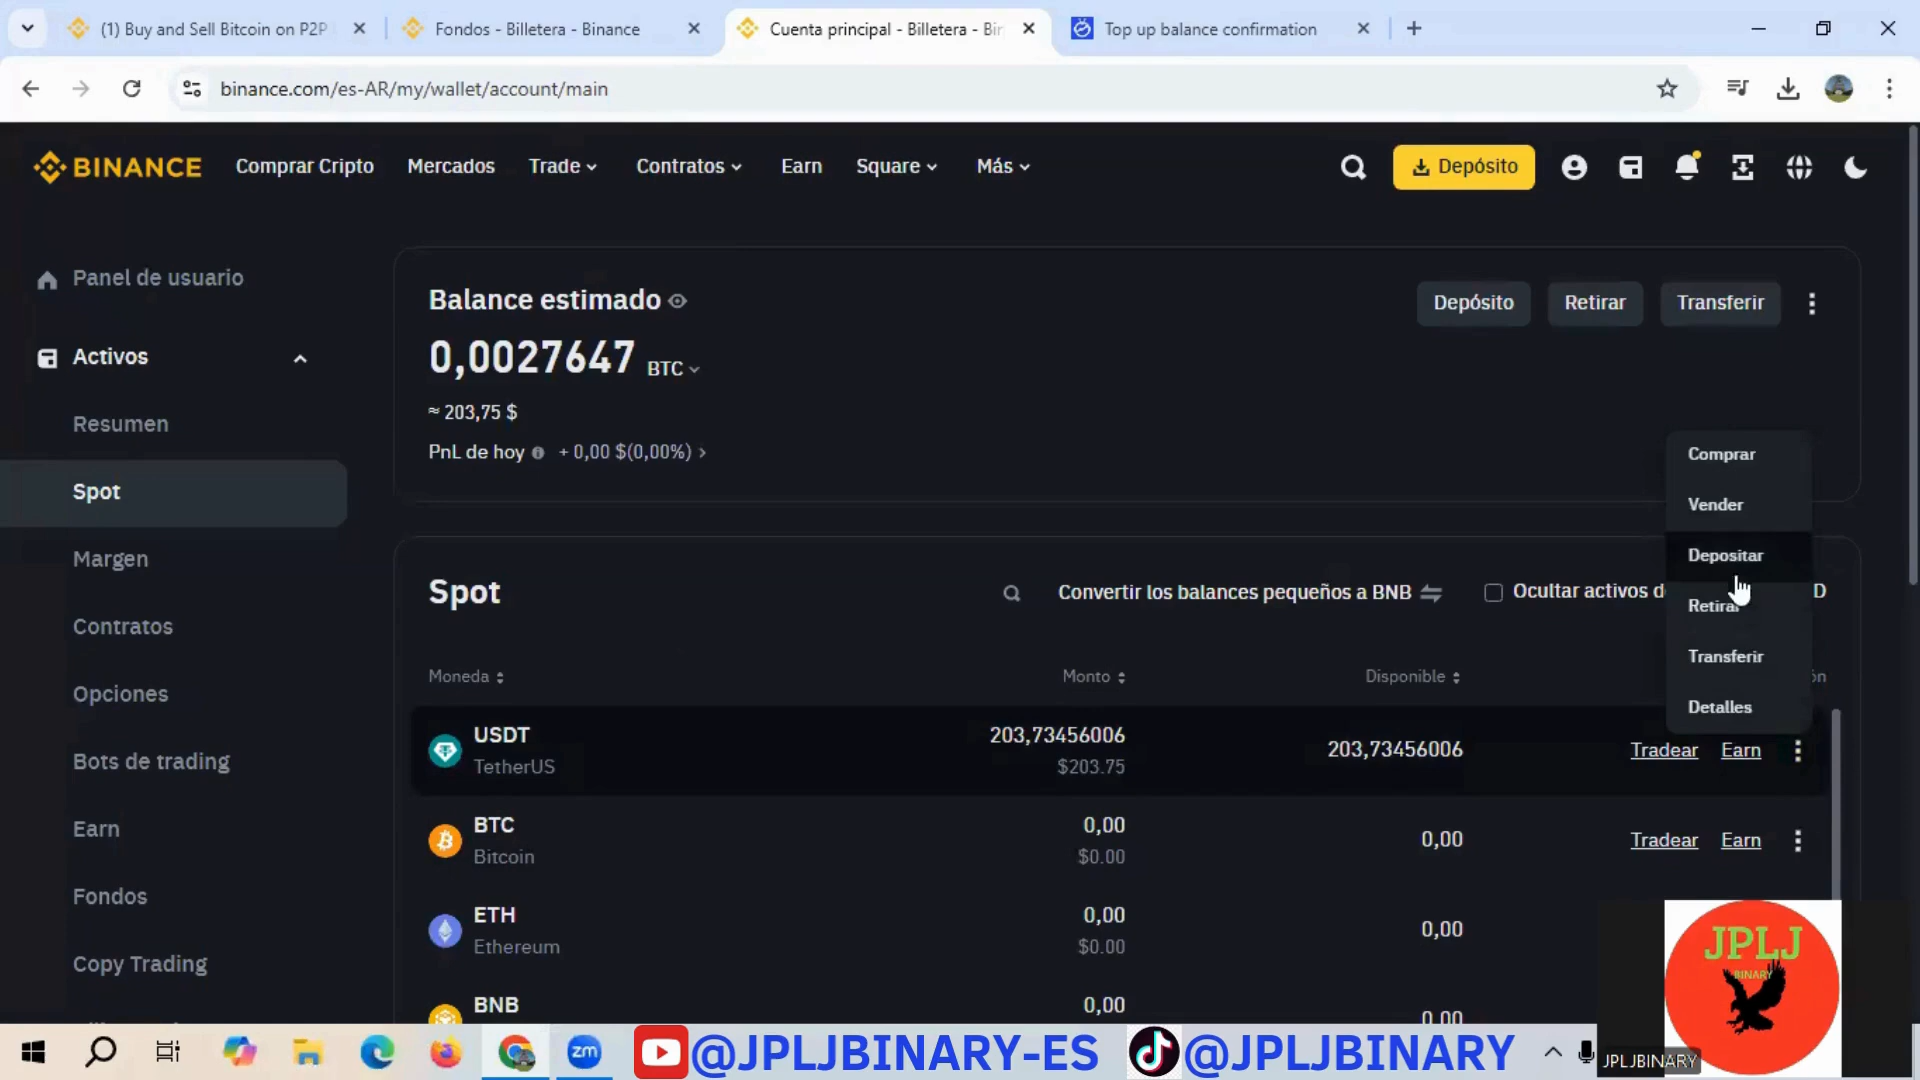 (1) Buy and Sell Bitcoin on P2P
Fondos - Billetera - Binance
Cuenta principal - Billetera - Bin
Top up balance confirmation
binance.com/es-AR/my/wallet/account/main
BINANCE
Comprar Cripto
Mercados
Trade
Contratos
Earn
Square
Más
Depósito
Panel de usuario
Activos
Resumen
Spot
Margen
Contratos
Opciones
Bots de trading
Earn
Fondos
Copy Trading
Balance estimado
Depósito
Retirar
Transferir
0,0027647 BTC
≈ 203,75 $
PnL de hoy + 0,00 $(0,00%)
Comprar
Vender
Depositar
Retirar
Transferir
Detalles
Spot
Convertir los balances pequeños a BNB
Ocultar activos d
D
Moneda
Monto
Disponible
ón
USDT
TetherUS
203,73456006
$203.75
203,73456006
Tradear
Earn
BTC
Bitcoin
0,00
$0.00
0,00
Tradear
Earn
ETH
Ethereum
0,00
$0.00
0,00
BNB
0,00
0,00
JPLJ
BINARY
zm
@JPLJBINARY-ES
@JPLJBINARY
JPLJBINARY